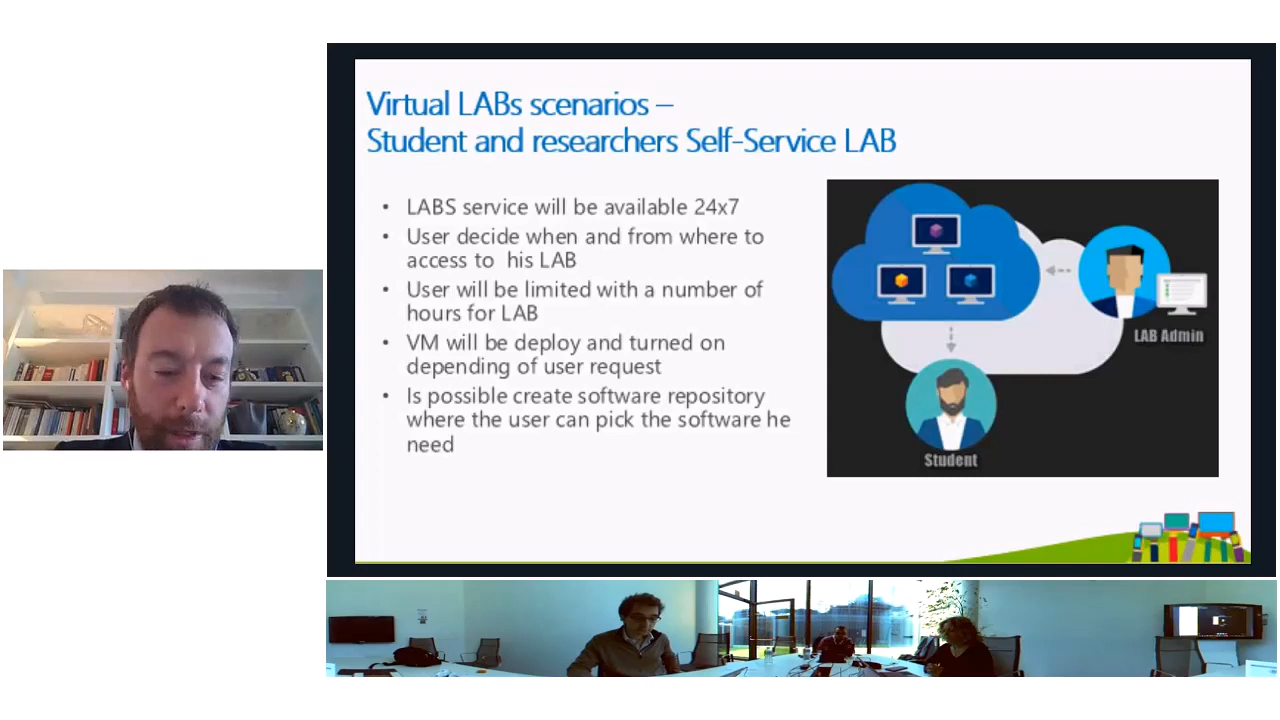 Virtual LABs scenarios –
Student and researchers Self-Service LAB
• LABS service will be available 24x7
• User decide when and from where to
access to his LAB
• User will be limited with a number of
hours for LAB
• VM will be deploy and turned on
depending of user request
• Is possible create software repository
where the user can pick the software he
need
LAB Admin
Student